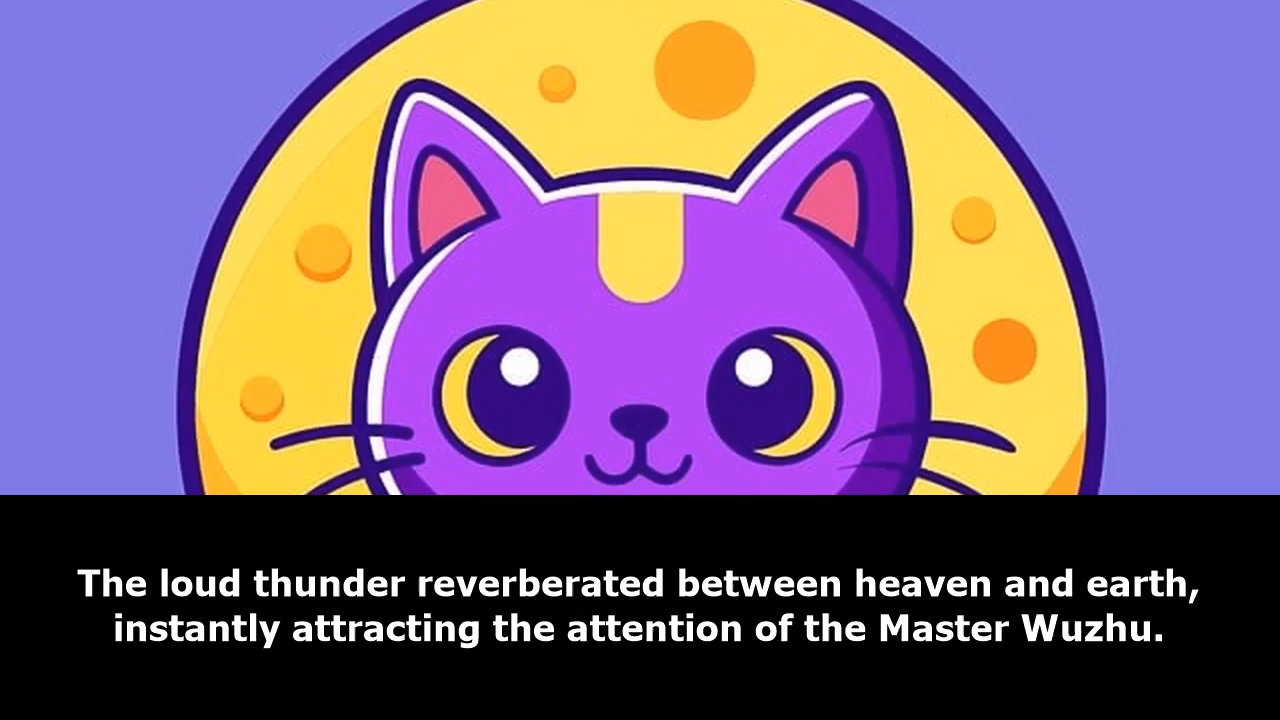 The loud thunder reverberated between heaven and earth,
instantly attracting the attention of the Master Wuzhu.